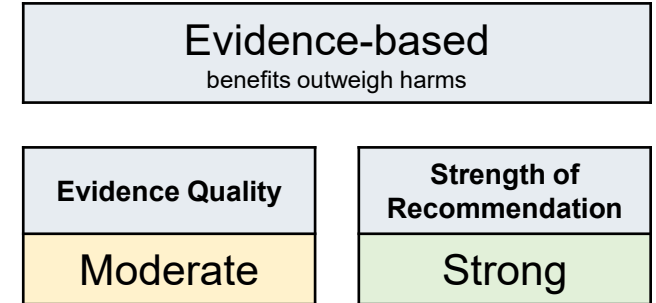 Evidence-based
benefits outweigh harms
Evidence Quality
Moderate
Strength of
Recommendation
Strong